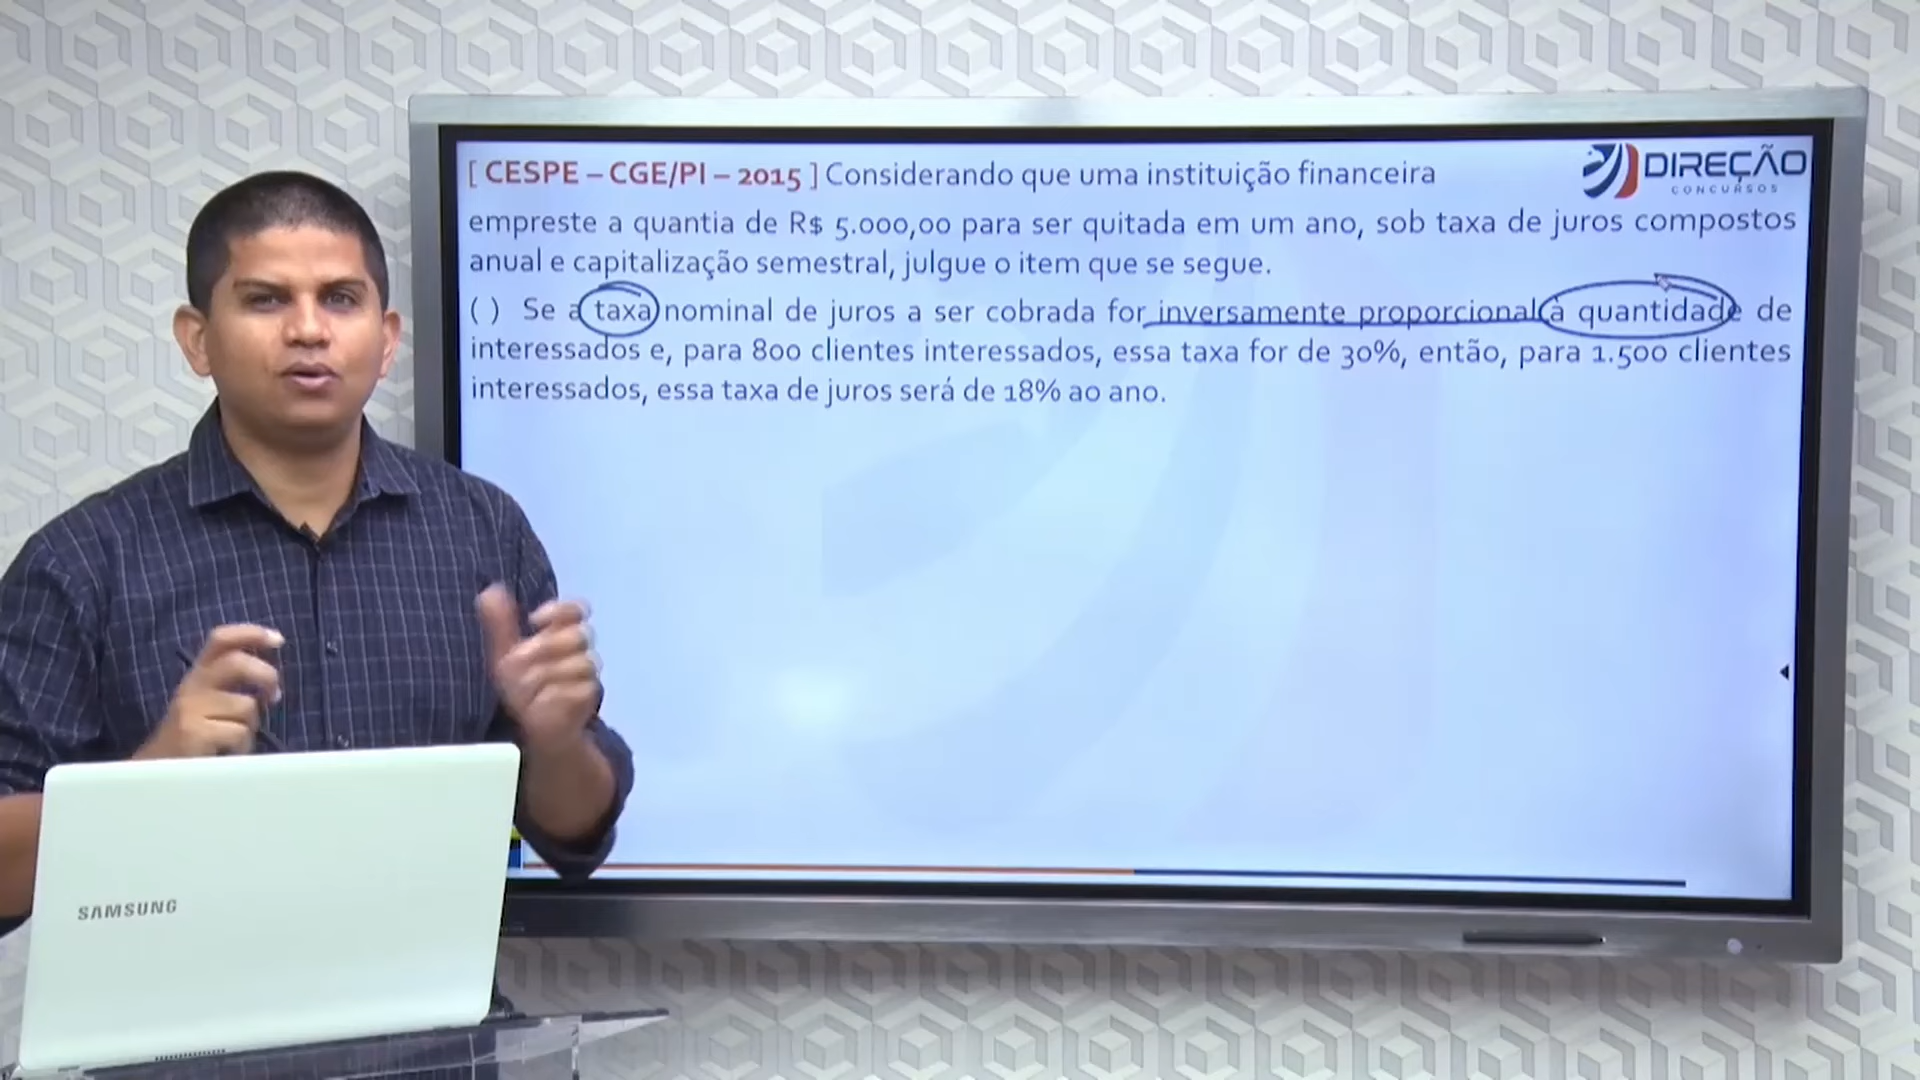 [ CESPE – CGE/PI – 2015 ] Considerando que uma instituição financeira
DIREÇÃO
CONCURSOS
empreste a quantia de R$ 5.000,00 para ser quitada em um ano, sob taxa de juros compostos
anual e capitalização semestral, julgue o item que se segue.
( ) Se a taxa nominal de juros a ser cobrada for inversamente proporcional à quantidade de
interessados e, para 800 clientes interessados, essa taxa for de 30%, então, para 1.500 clientes
interessados, essa taxa de juros será de 18% ao ano.
SAMSUNG